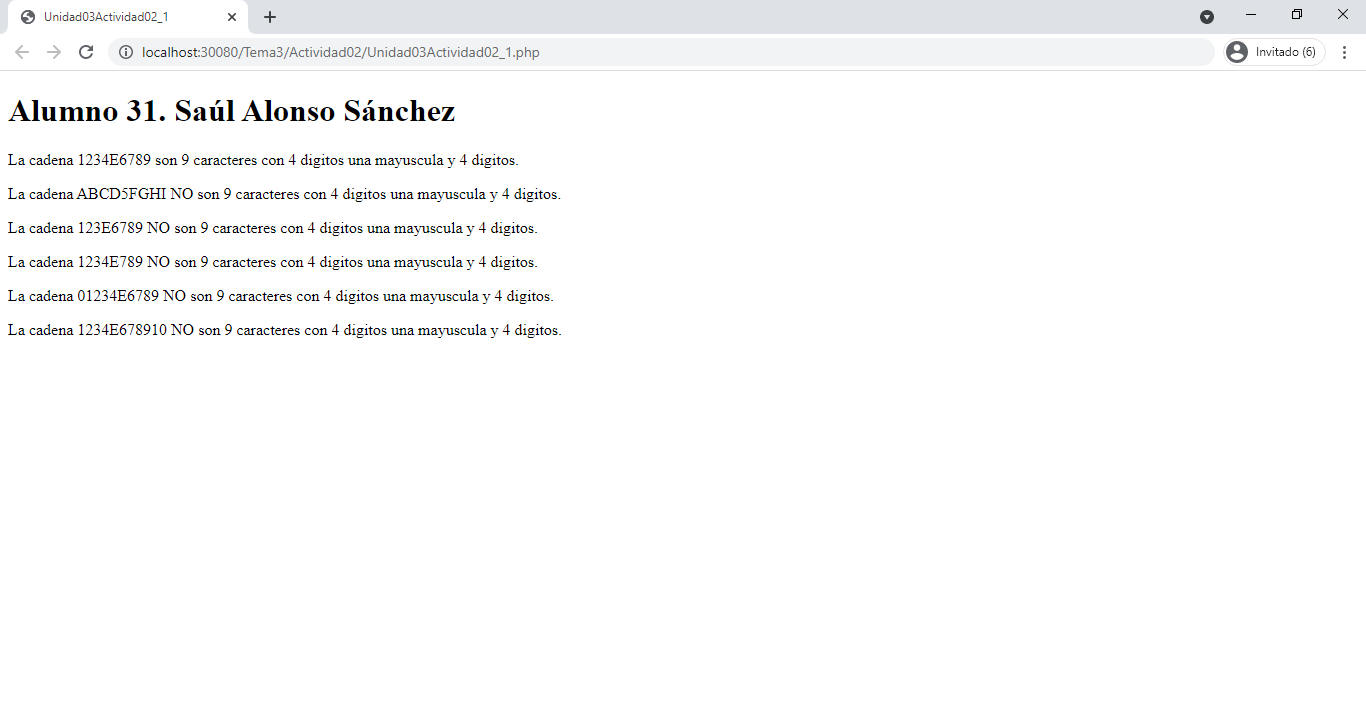 Unidad03Actividad02_1
localhost:30080/Tema3/Actividad02/Unidad03Actividad02_1.php
Invitado (6)
Alumno 31. Saúl Alonso Sánchez
La cadena 1234E6789 son 9 caracteres con 4 digitos una mayuscula y 4 digitos.
La cadena ABCD5FGHI NO son 9 caracteres con 4 digitos una mayuscula y 4 digitos.
La cadena 123E6789 NO son 9 caracteres con 4 digitos una mayuscula y 4 digitos.
La cadena 1234E789 NO son 9 caracteres con 4 digitos una mayuscula y 4 digitos.
La cadena 01234E6789 NO son 9 caracteres con 4 digitos una mayuscula y 4 digitos.
La cadena 1234E678910 NO son 9 caracteres con 4 digitos una mayuscula y 4 digitos.